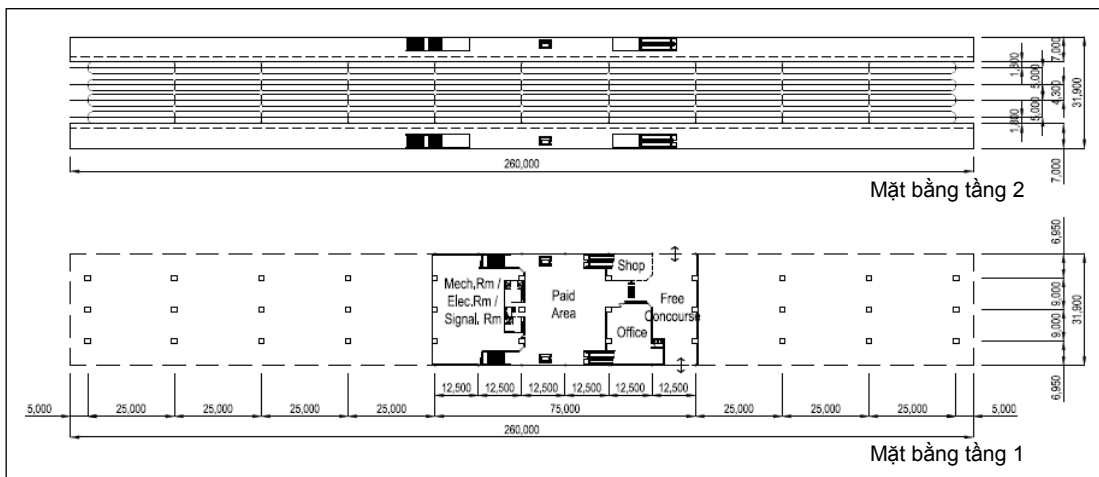 7,000
1,800
5,000
4,300
5,000
1,800
31,900
7,000
260,000
Mặt bằng tầng 2
6,950
9,000
9,000
31,900
6,950
Mech,Rm /
Elec.Rm /
Signal, Rm
Paid
Area
Shop
Free
Concourse
Office
12,500 12,500 12,500 12,500 12,500 12,500
5,000 25,000 25,000 25,000 25,000 75,000 25,000 25,000 25,000 5,000
260,000
Mặt bằng tầng 1